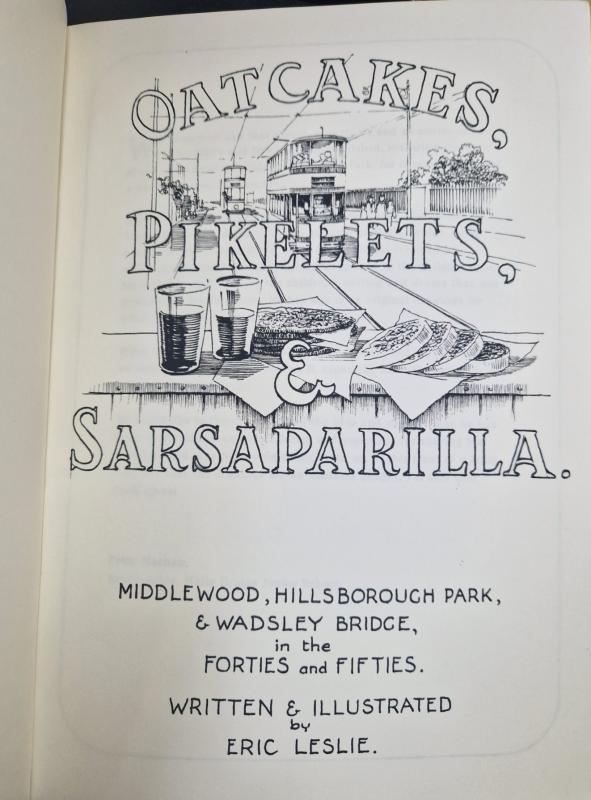 OATCAKES,
PIKELETS,
&
SARSAPARILLA.
MIDDLEWOOD, HILLSBOROUGH PARK,
& WADSLEY BRIDGE,
in the
FORTIES and FIFTIES.
WRITTEN & ILLUSTRATED
by
ERIC LESLIE.